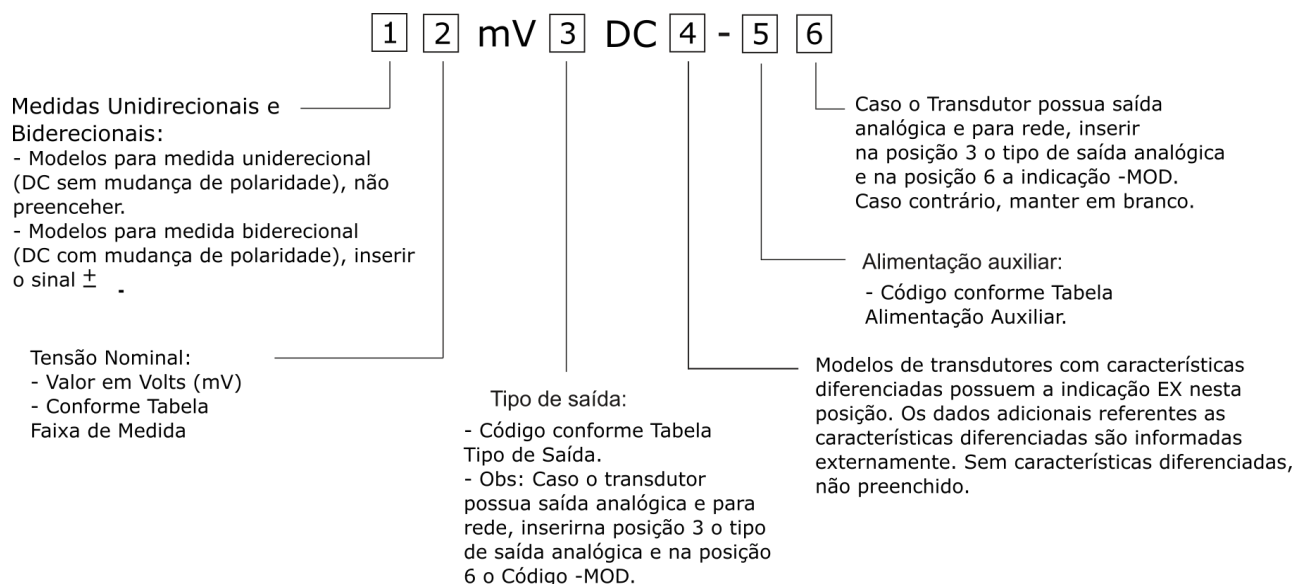 1 2 mV 3 DC 4 - 5 6
Medidas Unidirecionais e
Biderecionais:
- Modelos para medida uniderecional
(DC sem mudança de polaridade), não
preenceher.
- Modelos para medida biderecional
(DC com mudança de polaridade), inserir
o sinal ± -
Tensão Nominal:
- Valor em Volts (mV)
- Conforme Tabela
Faixa de Medida
Tipo de saída:
- Código conforme Tabela
Tipo de Saída.
- Obs: Caso o transdutor
possua saída analógica e para
rede, inserirna posição 3 o tipo
de saída analógica e na posição
6 o Código -MOD.
Caso o Transdutor possua saída
analógica e para rede, inserir
na posição 3 o tipo de saída analógica
e na posição 6 a indicação -MOD.
Caso contrário, manter em branco.
Alimentação auxiliar:
- Código conforme Tabela
Alimentação Auxiliar.
Modelos de transdutores com característicás
diferenciadas possuem a indicação EX nesta
posição. Os dados adicionais referentes as
características diferenciadas são informadas
externamente. Sem características diferenciadas,
não preenchido.